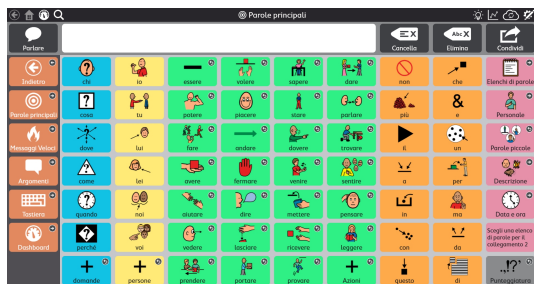 Parole principali
Parlare
X
Cancella
Abc X
Elimina
Condividi
Indietro
?
chi
io
essere
volere
sapere
dare
non
che
Elenchi di parole
Parole principali
?
cosa
tu
potere
piacere
stare
parlare
più
&
e
Personale
Messaggi Veloci
dove
lui
fare
andare
dovere
trovare
il
un
Parole piccole
Argomenti
come
lei
avere
fermare
venire
sentire
a
per
Descrizione
Tastiera
?
quando
noi
aiutare
dire
mettere
pensare
in
ma
Data e ora
Dashboard
?
perché
voi
vedere
lasciare
ricevere
leggere
con
da
Scegli una elenco
di parole per il
collegamento 2
+
domande
+
persone
prendere
portare
provare
+
Azioni
questo
di
.,!?'
Punteggiatura